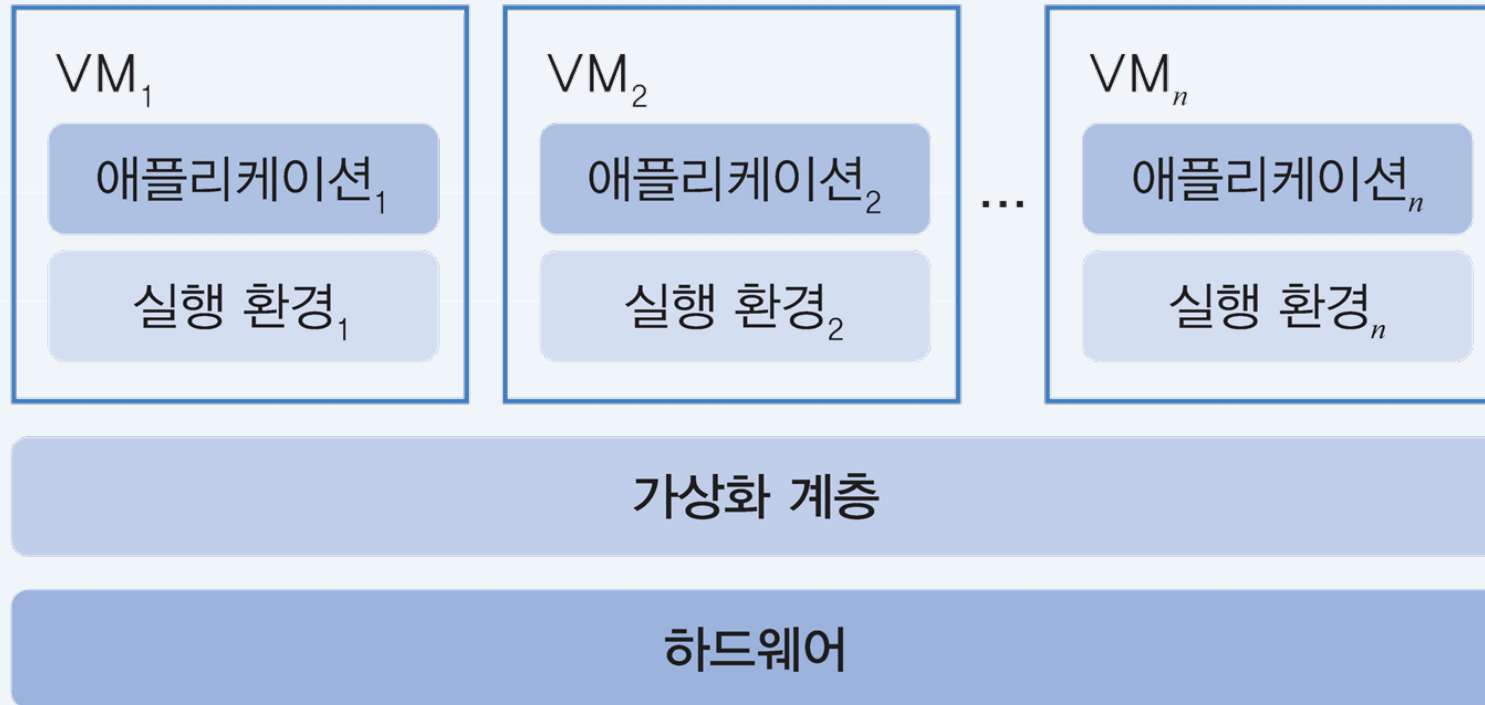 VM₁
애플리케이션₁
실행 환경₁
VM₂
애플리케이션₂
실행 환경₂
...
VMₙ
애플리케이션ₙ
실행 환경ₙ
가상화 계층
하드웨어